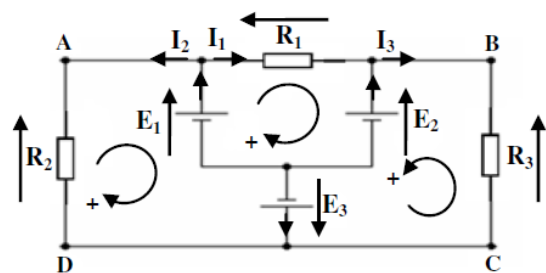 A I₂ I₁ R₁ I₃ B
E₁ + E₂
R₂ + + R₃
E₃
D C